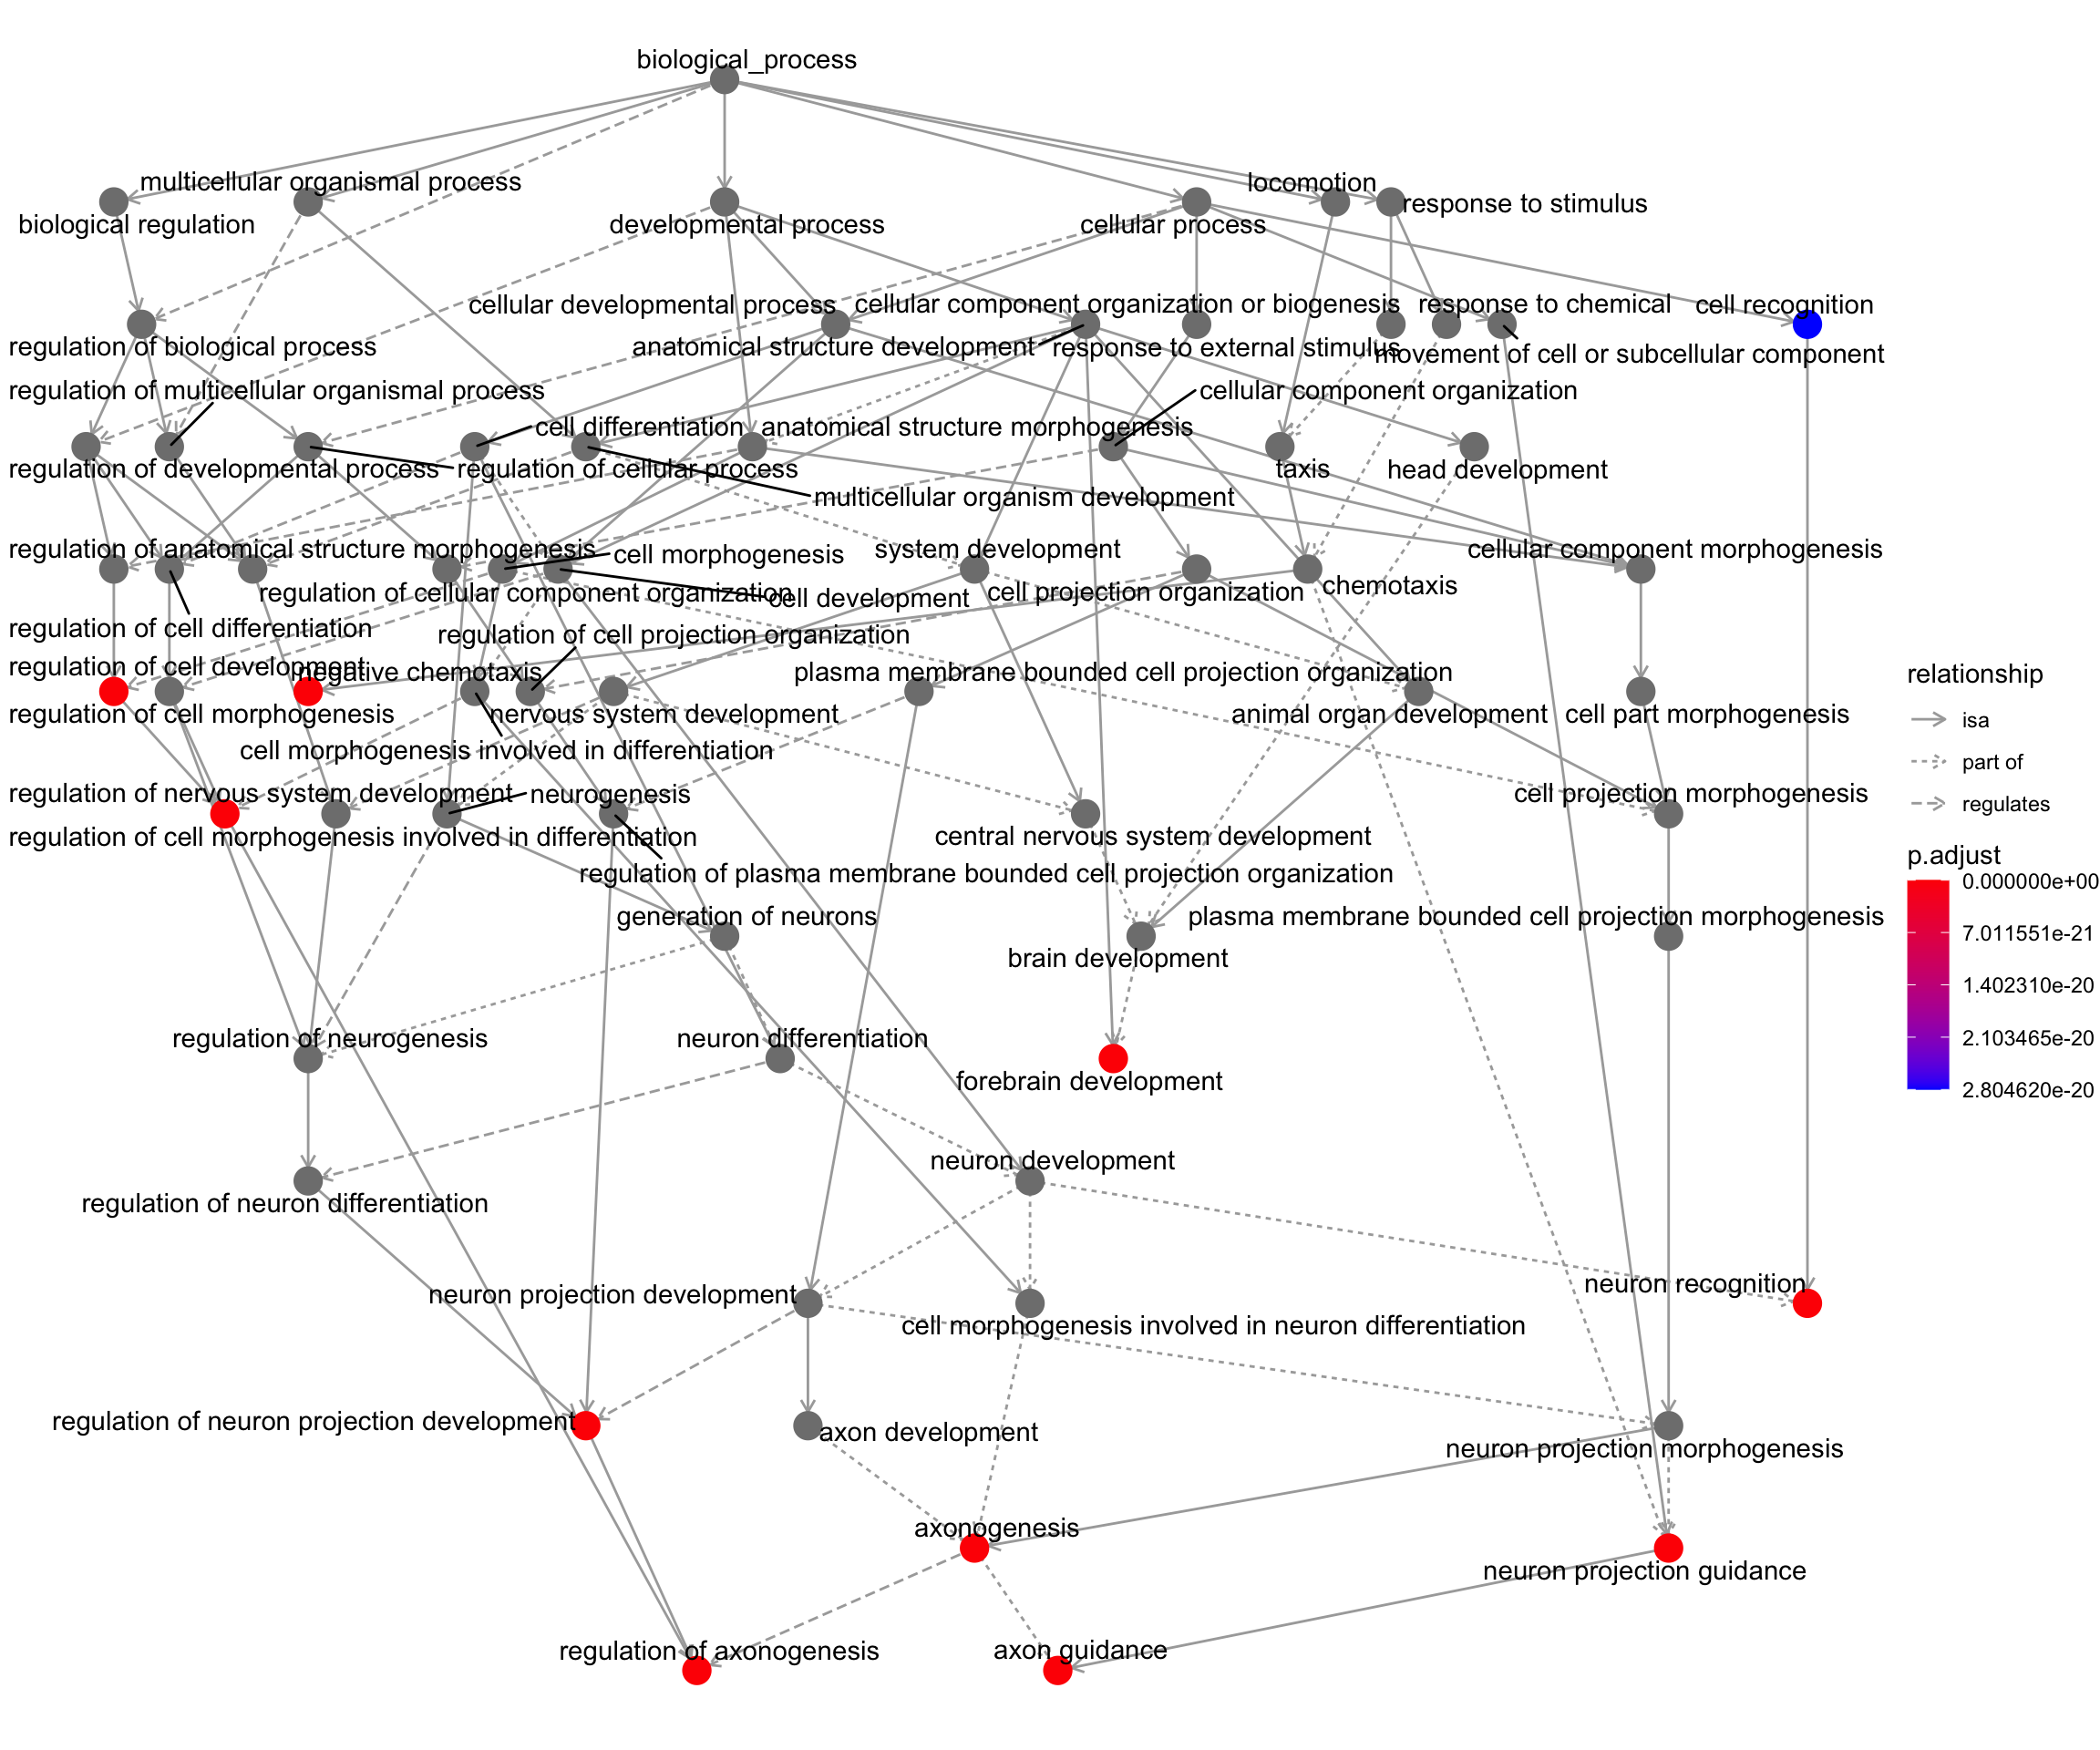 biological_process
multicellular organismal process
locomotion
response to stimulus
biological regulation
developmental process
cellular process
cellular developmental process
cellular component organization or biogenesis
response to chemical
cell recognition
regulation of biological process
anatomical structure development
response to external stimulus
movement of cell or subcellular component
regulation of multicellular organismal process
cellular component organization
cell differentiation
anatomical structure morphogenesis
regulation of developmental process
regulation of cellular process
taxis
head development
multicellular organism development
regulation of anatomical structure morphogenesis
cell morphogenesis
system development
cellular component morphogenesis
regulation of cellular component organization
cell development
cell projection organization
chemotaxis
regulation of cell differentiation
regulation of cell projection organization
regulation of cell development
negative chemotaxis
plasma membrane bounded cell projection organization
regulation of cell morphogenesis
nervous system development
animal organ development
cell part morphogenesis
cell morphogenesis involved in differentiation
regulation of nervous system development
neurogenesis
cell projection morphogenesis
regulation of cell morphogenesis involved in differentiation
central nervous system development
regulation of plasma membrane bounded cell projection organization
generation of neurons
plasma membrane bounded cell projection morphogenesis
brain development
regulation of neurogenesis
neuron differentiation
forebrain development
neuron development
regulation of neuron differentiation
neuron recognition
neuron projection development
cell morphogenesis involved in neuron differentiation
regulation of neuron projection development
axon development
neuron projection morphogenesis
axonogenesis
neuron projection guidance
regulation of axonogenesis
axon guidance
relationship
isa
part of
regulates
p.adjust
0.000000e+00
7.011551e-21
1.402310e-20
2.103465e-20
2.804620e-20